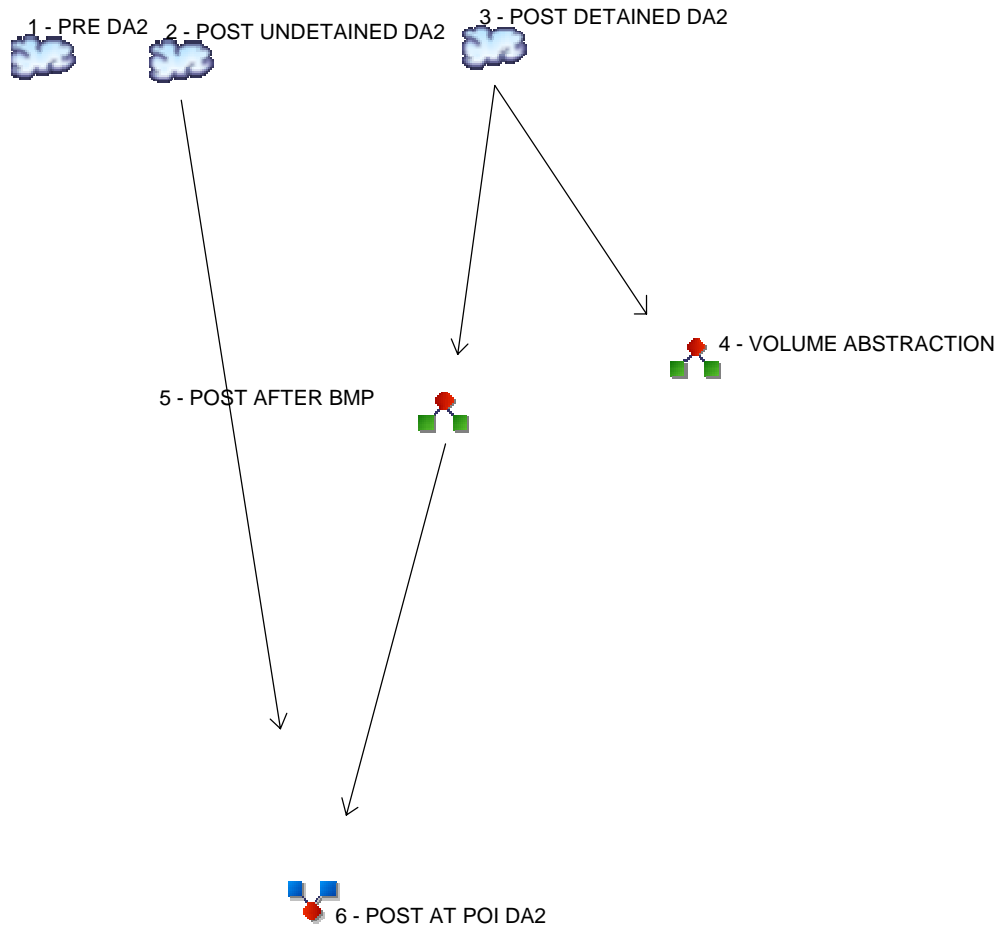 1 - PRE DA2
2 - POST UNDETAINED DA2
3 - POST DETAINED DA2
4 - VOLUME ABSTRACTION
5 - POST AFTER BMP
6 - POST AT POI DA2